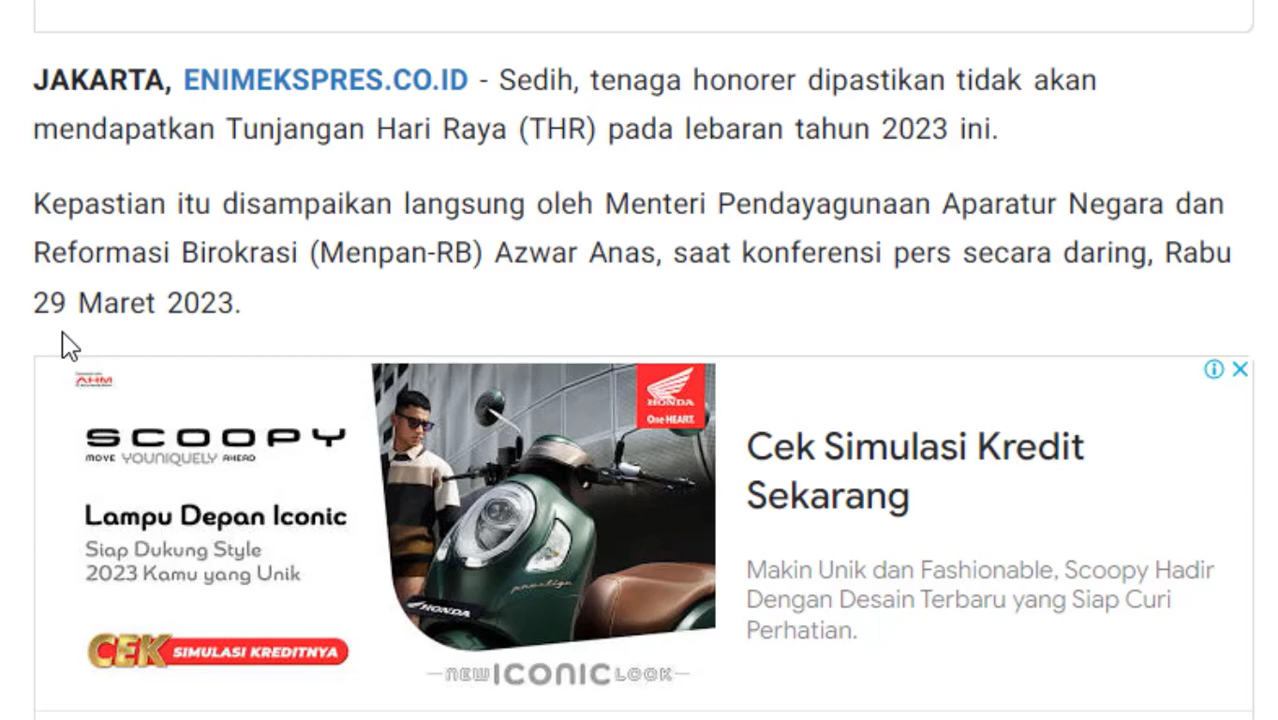 JAKARTA, ENIMEKSPRES.CO.ID - Sedih, tenaga honorer dipastikan tidak akan
mendapatkan Tunjangan Hari Raya (THR) pada lebaran tahun 2023 ini.
Kepastian itu disampaikan langsung oleh Menteri Pendayagunaan Aparatur Negara dan
Reformasi Birokrasi (Menpan-RB) Azwar Anas, saat konferensi pers secara daring, Rabu
29 Maret 2023.
AHM
SCOOPY
MOVE YOUNIQUELY AHEAD
Lampu Depan Iconic
Siap Dukung Style
2023 Kamu yang Unik
CEK SIMULASI KREDITNYA
HONDA
One HEART.
prestige
HONDA
NEW ICONIC LOOK
Cek Simulasi Kredit
Sekarang
Makin Unik dan Fashionable, Scoopy Hadir
Dengan Desain Terbaru yang Siap Curi
Perhatian.